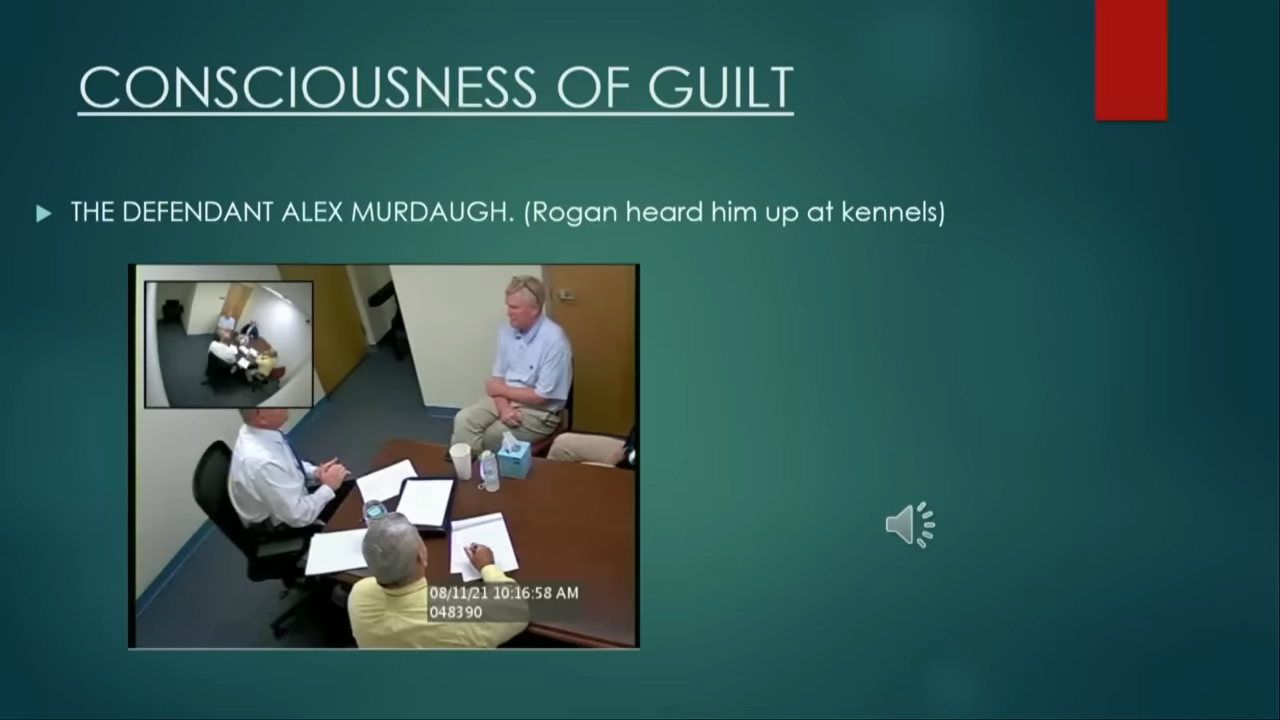 CONSCIOUSNESS OF GUILT
THE DEFENDANT ALEX MURDAUGH. (Rogan heard him up at kennels)
08/11/21 10:16:58 AM
048390